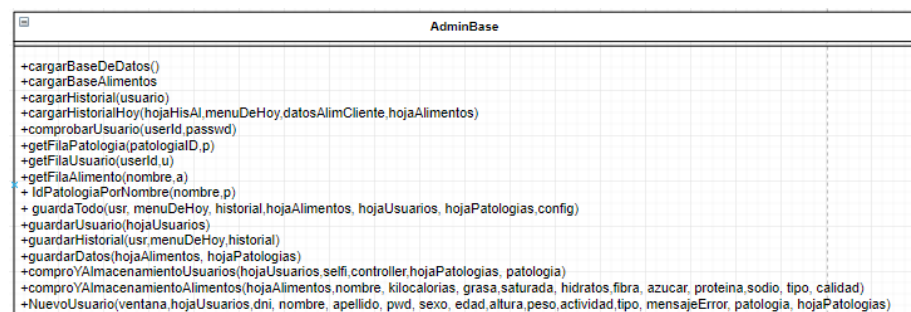 AdminBase
+cargarBaseDeDatos()
+cargarBaseAlimentos
+cargarHistorial(usuario)
+cargarHistorialHoy(hojaHisAl,menuDeHoy,datosAlimCliente,hojaAlimentos)
+comprobarUsuario(userId,passwd)
+getFilaPatologia(patologiaID,p)
+getFilaUsuario(userId,u)
+getFilaAlimento(nombre,a)
+ IdPatologiaPorNombre(nombre,p)
+ guardaTodo(usr, menuDeHoy, historial,hojaAlimentos, hojaUsuarios, hojaPatologias,config)
+guardarUsuario(hojaUsuarios)
+guardarHistorial(usr,menuDeHoy,historial)
+guardarDatos(hojaAlimentos, hojaPatologias)
+comproYAlmacenamientoUsuarios(hojaUsuarios,selfi,controller,hojaPatologias, patologia)
+comproYAlmacenamientoAlimentos(hojaAlimentos,nombre, kilocalorias, grasa,saturada, hidratos,fibra, azucar, proteina,sodio, tipo, calidad)
+NuevoUsuario(ventana,hojaUsuarios,dni, nombre, apellido, pwd, sexo, edad,altura,peso,actividad,tipo, mensajeError, patologia, hojaPatologias)